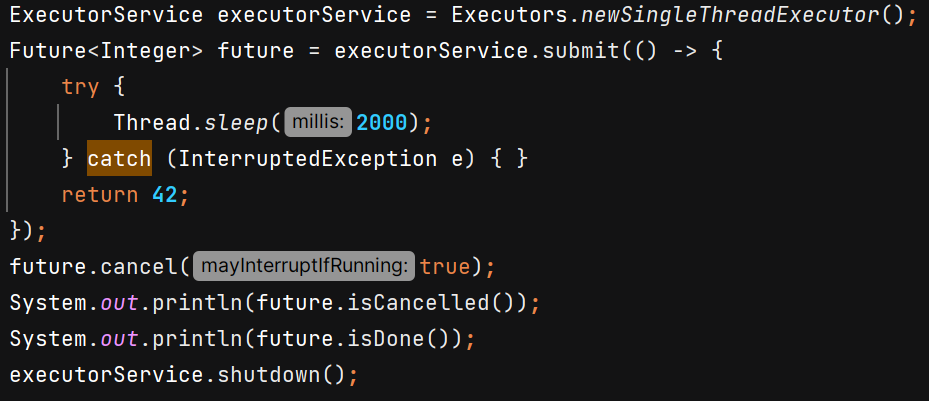 ExecutorService executorService = Executors.newSingleThreadExecutor();
Future<Integer> future = executorService.submit(() -> {
    try {
        Thread.sleep( millis: 2000);
    } catch (InterruptedException e) { }
    return 42;
});
future.cancel( mayInterruptIfRunning: true);
System.out.println(future.isCancelled());
System.out.println(future.isDone());
executorService.shutdown();